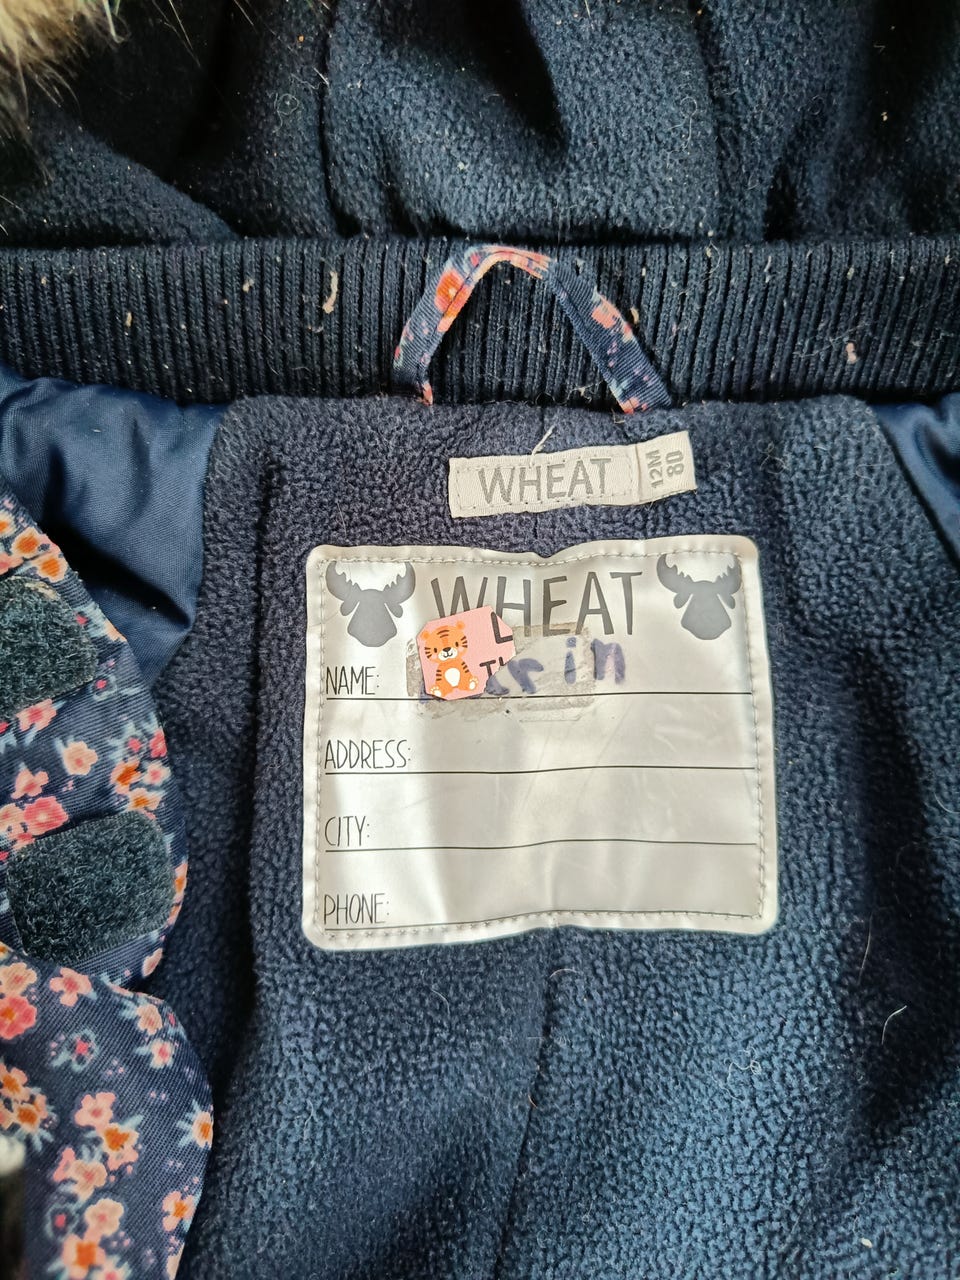 WHEAT
12M
80
WHEAT
NAME:
ADDRESS:
CITY:
PHONE: